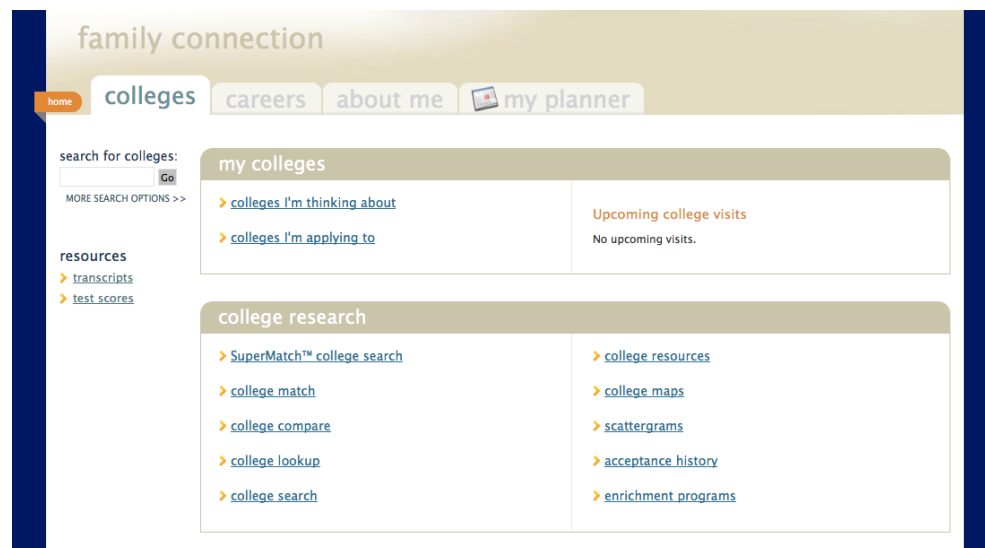 family connection
home
colleges
careers
about me
my planner
search for colleges:
Go
MORE SEARCH OPTIONS >>
resources
transcripts
test scores
my colleges
colleges I'm thinking about
colleges I'm applying to
Upcoming college visits
No upcoming visits.
college research
SuperMatch™ college search
college match
college compare
college lookup
college search
college resources
college maps
scattergrams
acceptance history
enrichment programs